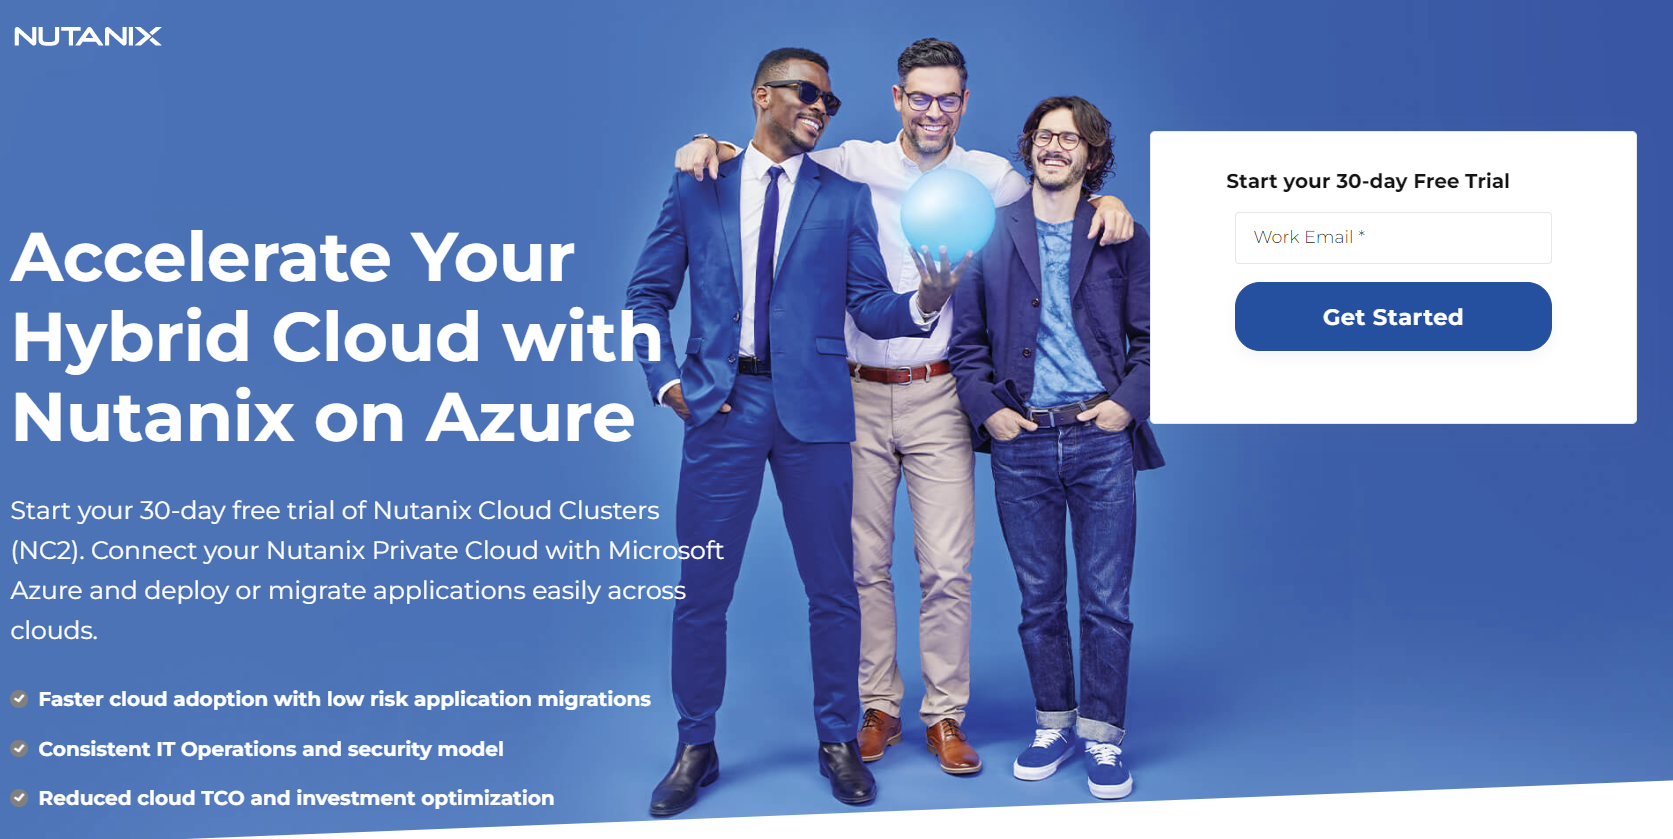 NUTANIX
Accelerate Your
Hybrid Cloud with
Nutanix on Azure
Start your 30-day free trial of Nutanix Cloud Clusters
(NC2). Connect your Nutanix Private Cloud with Microsoft
Azure and deploy or migrate applications easily across
clouds.
Faster cloud adoption with low risk application migrations
Consistent IT Operations and security model
Reduced cloud TCO and investment optimization
Start your 30-day Free Trial
Work Email *
Get Started